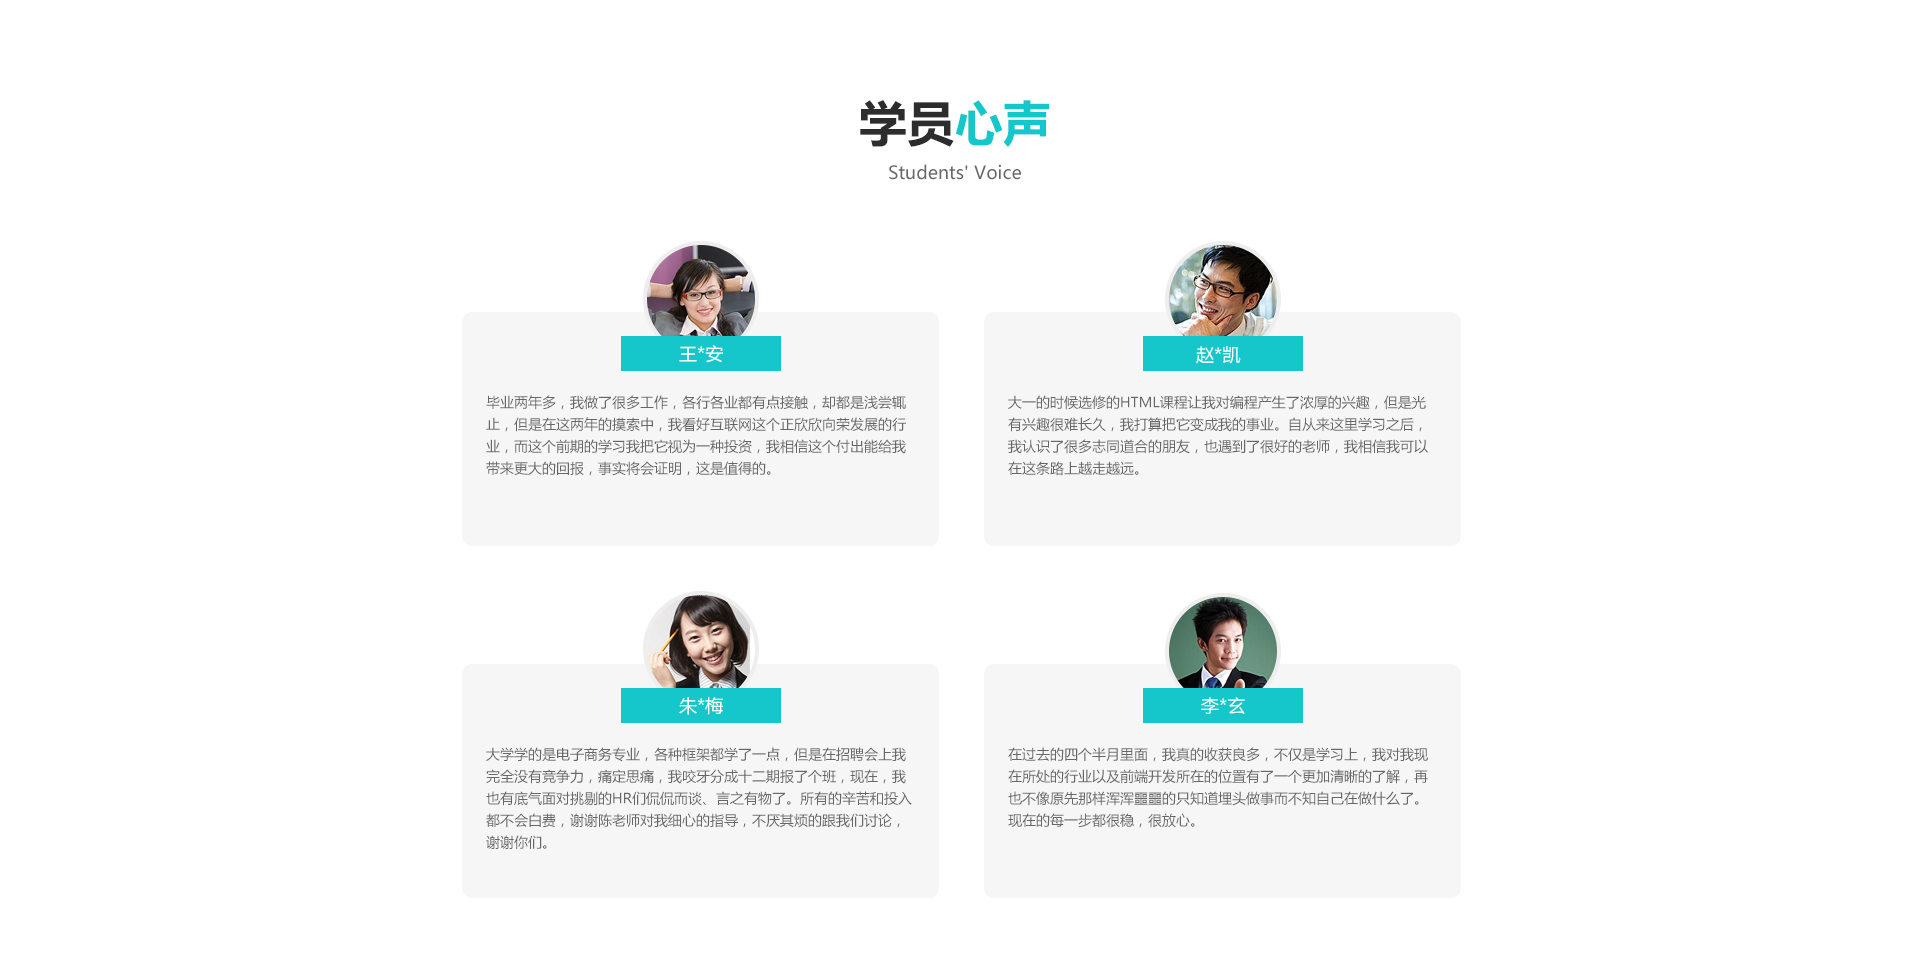 学员心声
Students' Voice
王*安
毕业两年多，我做了很多工作，各行各业都有点接触，却都是浅尝辄
止，但是在这两年的摸索中，我看好互联网这个正欣欣向荣发展的行
业，而这个前期的学习我把它视为一种投资，我相信这个付出能给我
带来更大的回报，事实将会证明，这是值得的。
赵*凯
大一的时候选修的HTML课程让我对编程产生了浓厚的兴趣，但是光
有兴趣很难长久，我打算把它变成我的事业。自从来这里学习之后，
我认识了很多志同道合的朋友，也遇到了很好的老师，我相信我可以
在这条路上越走越远。
朱*梅
大学学的是电子商务专业，各种框架都学了一点，但是在招聘会上我
完全没有竞争力，痛定思痛，我咬牙分成十二期报了个班，现在，我
也有底气面对挑剔的HR们侃侃而谈、言之有物了。所有的辛苦和投入
都不会白费，谢谢陈老师对我细心的指导，不厌其烦的跟我们讨论，
谢谢你们。
李*玄
在过去的四个半月里面，我真的收获良多，不仅是学习上，我对我现
在所处的行业以及前端开发所在的位置有了一个更加清晰的了解，再
也不像原先那样浑浑噩噩的只知道埋头做事而不知自己在做什么了。
现在的每一步都很稳，很放心。